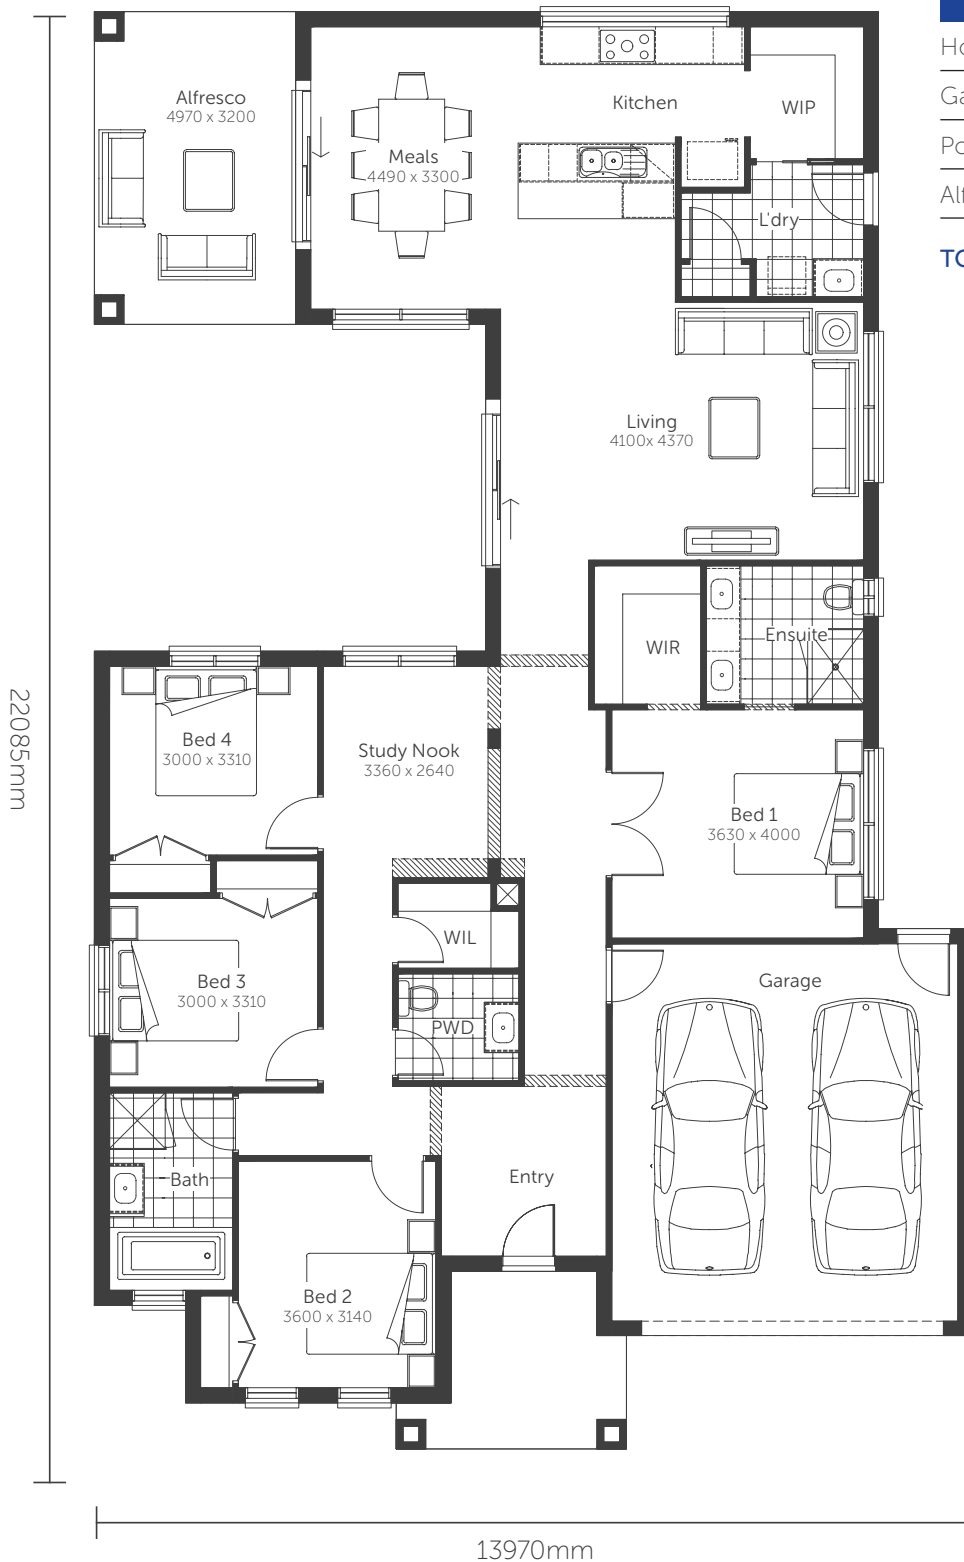 Alfresco
4970 x 3200
Meals
4490 x 3300
Kitchen
WIP
L'dry
Living
4100x 4370
WIR
Ensuite
Bed 4
3000 x 3310
Study Nook
3360 x 2640
Bed 1
3630 x 4000
WIL
Bed 3
3000 x 3310
PWD
Garage
Bath
Entry
Bed 2
3600 x 3140
22085mm
13970mm